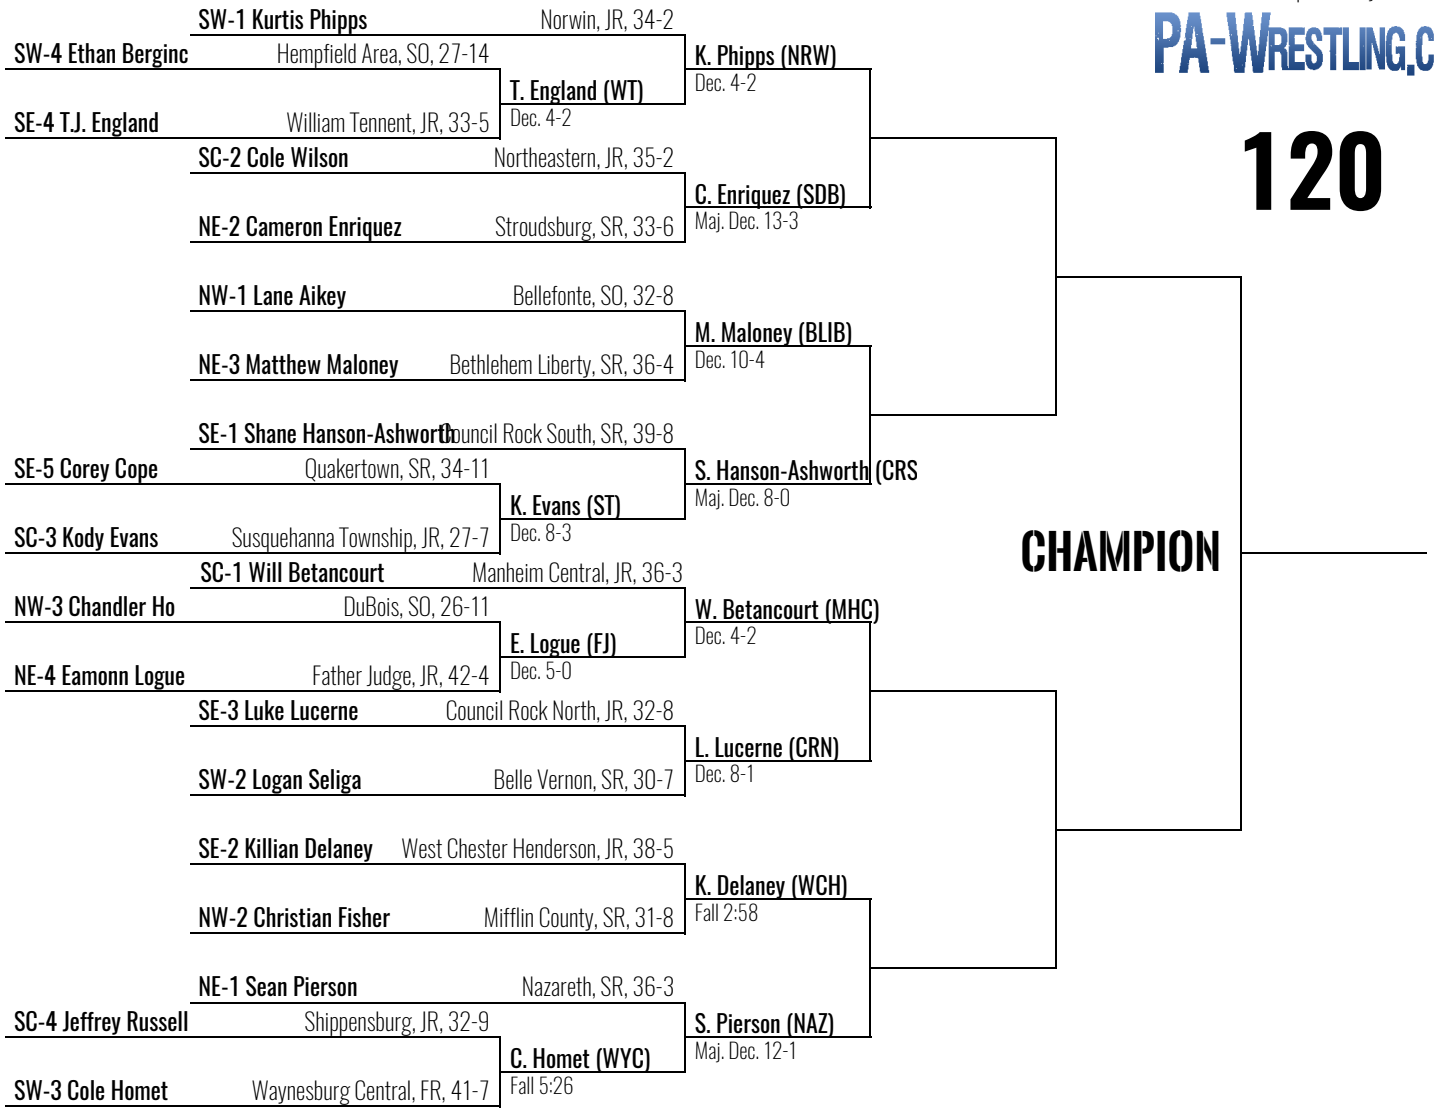 PA-WRESTLING.C
120
SW-1 Kurtis Phipps Norwin, JR, 34-2
SW-4 Ethan Berginc Hempfield Area, SO, 27-14
K. Phipps (NRW)
Dec. 4-2
T. England (WT)
Dec. 4-2
SE-4 T.J. England William Tennent, JR, 33-5
SC-2 Cole Wilson Northeastern, JR, 35-2
C. Enriquez (SDB)
Maj. Dec. 13-3
NE-2 Cameron Enriquez Stroudsburg, SR, 33-6
NW-1 Lane Aikey Bellefonte, SO, 32-8
M. Maloney (BLIB)
Dec. 10-4
NE-3 Matthew Maloney Bethlehem Liberty, SR, 36-4
SE-1 Shane Hanson-Ashworth Council Rock South, SR, 39-8
SE-5 Corey Cope Quakertown, SR, 34-11
S. Hanson-Ashworth (CRS
Maj. Dec. 8-0
K. Evans (ST)
Dec. 8-3
SC-3 Kody Evans Susquehanna Township, JR, 27-7
CHAMPION
SC-1 Will Betancourt Manheim Central, JR, 36-3
NW-3 Chandler Ho DuBois, SO, 26-11
W. Betancourt (MHC)
Dec. 4-2
E. Logue (FJ)
Dec. 5-0
NE-4 Eamonn Logue Father Judge, JR, 42-4
SE-3 Luke Lucerne Council Rock North, JR, 32-8
L. Lucerne (CRN)
Dec. 8-1
SW-2 Logan Seliga Belle Vernon, SR, 30-7
SE-2 Killian Delaney West Chester Henderson, JR, 38-5
K. Delaney (WCH)
Fall 2:58
NW-2 Christian Fisher Mifflin County, SR, 31-8
NE-1 Sean Pierson Nazareth, SR, 36-3
SC-4 Jeffrey Russell Shippensburg, JR, 32-9
S. Pierson (NAZ)
Maj. Dec. 12-1
C. Homet (WYC)
Fall 5:26
SW-3 Cole Homet Waynesburg Central, FR, 41-7